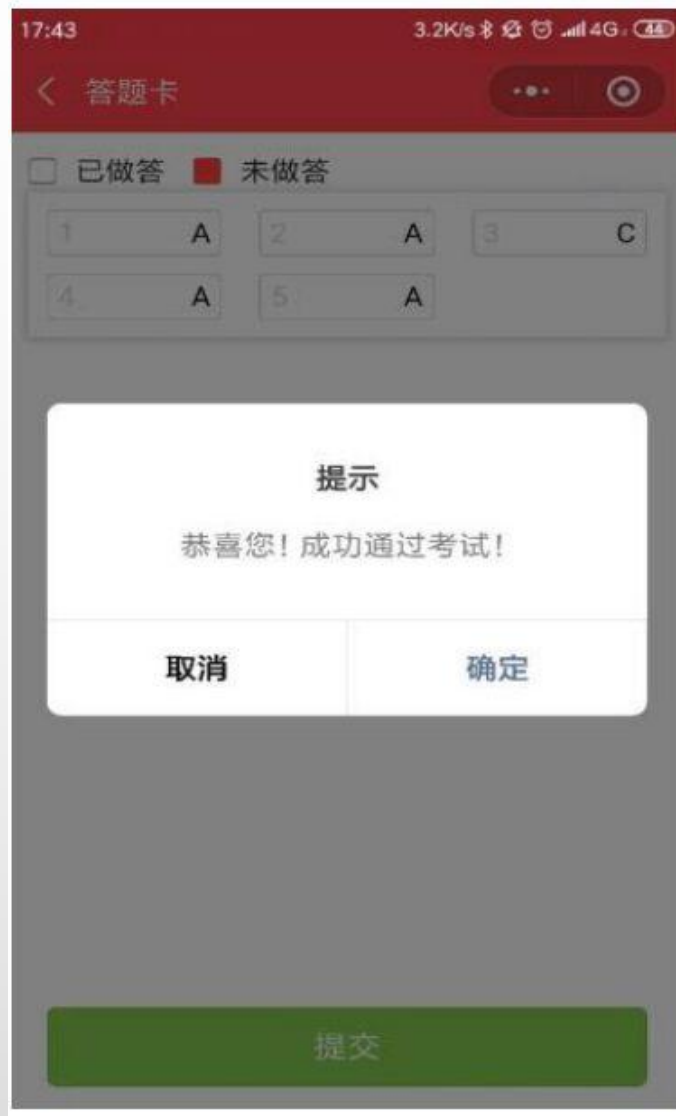 17:43 3.2K/s 4G 44
答题卡
已做答 未做答
1 A 2 A 3 C
4 A 5 A
提示
恭喜您！成功通过考试！
取消 确定
提交